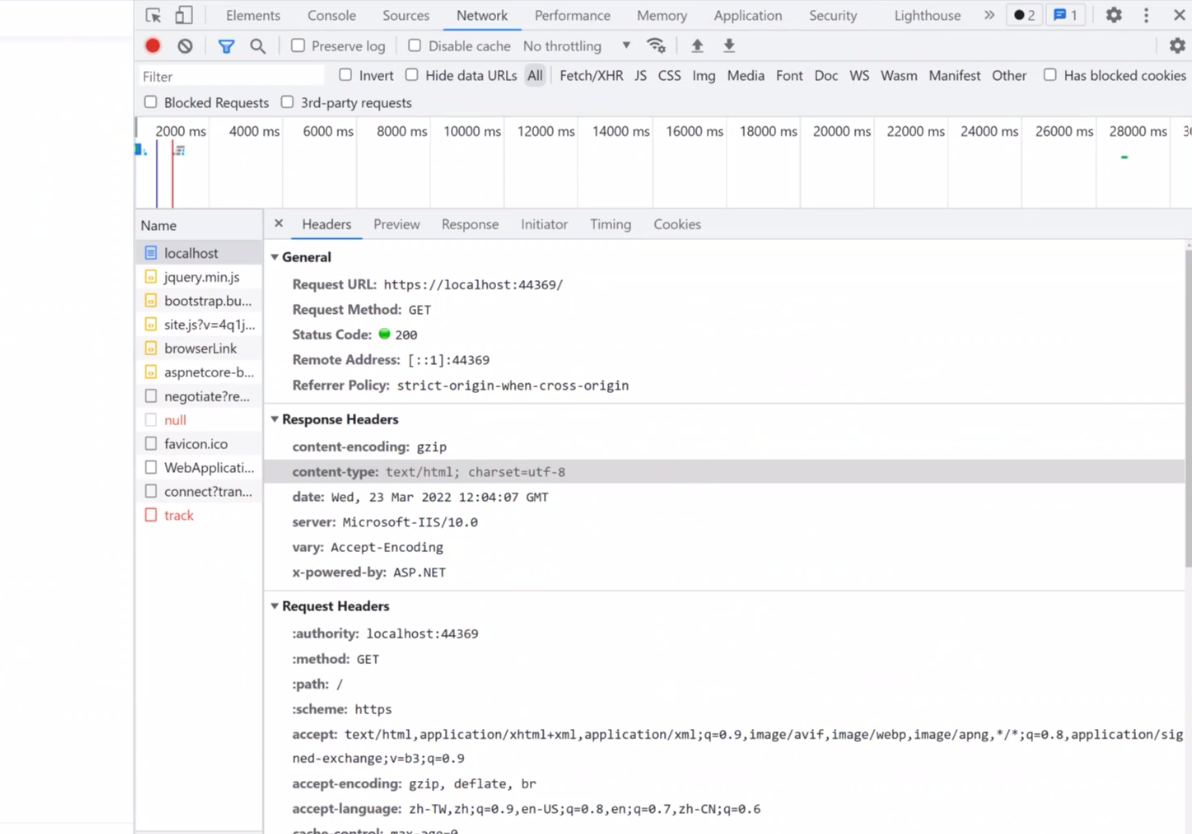 Elements Console Sources Network Performance Memory Application Security Lighthouse » 2 1
Preserve log Disable cache No throttling
Filter Invert Hide data URLs All Fetch/XHR JS CSS Img Media Font Doc WS Wasm Manifest Other Has blocked cookies
Blocked Requests 3rd-party requests
2000 ms 4000 ms 6000 ms 8000 ms 10000 ms 12000 ms 14000 ms 16000 ms 18000 ms 20000 ms 22000 ms 24000 ms 26000 ms 28000 ms
Name
localhost
jquery.min.js
bootstrap.bu...
site.js?v=4q1j...
browserLink
aspnetcore-b...
negotiate?re...
null
favicon.ico
WebApplicati...
connect?tran...
track
Headers Preview Response Initiator Timing Cookies
General
Request URL: https://localhost:44369/
Request Method: GET
Status Code: 200
Remote Address: [::1]:44369
Referrer Policy: strict-origin-when-cross-origin
Response Headers
content-encoding: gzip
content-type: text/html; charset=utf-8
date: Wed, 23 Mar 2022 12:04:07 GMT
server: Microsoft-IIS/10.0
vary: Accept-Encoding
x-powered-by: ASP.NET
Request Headers
:authority: localhost:44369
:method: GET
:path: /
:scheme: https
accept: text/html,application/xhtml+xml,application/xml;q=0.9,image/avif,image/webp,image/apng,*/*;q=0.8,application/sig
ned-exchange;v=b3;q=0.9
accept-encoding: gzip, deflate, br
accept-language: zh-TW,zh;q=0.9,en-US;q=0.8,en;q=0.7,zh-CN;q=0.6
cache-control: max-age=0